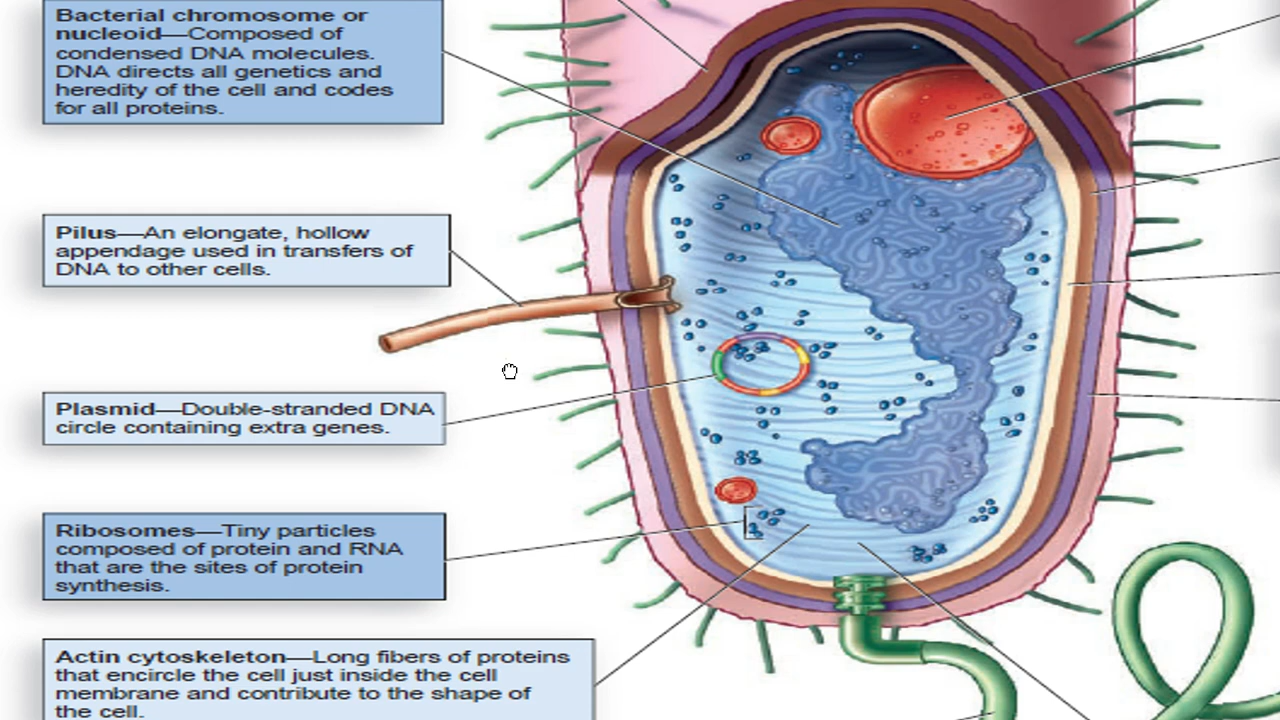 Bacterial chromosome or
nucleoid—Composed of
condensed DNA molecules.
DNA directs all genetics and
heredity of the cell and codes
for all proteins.
Pilus—An elongate, hollow
appendage used in transfers of
DNA to other cells.
Plasmid—Double-stranded DNA
circle containing extra genes.
Ribosomes—Tiny particles
composed of protein and RNA
that are the sites of protein
synthesis.
Actin cytoskeleton—Long fibers of proteins
that encircle the cell just inside the cell
membrane and contribute to the shape of
the cell.